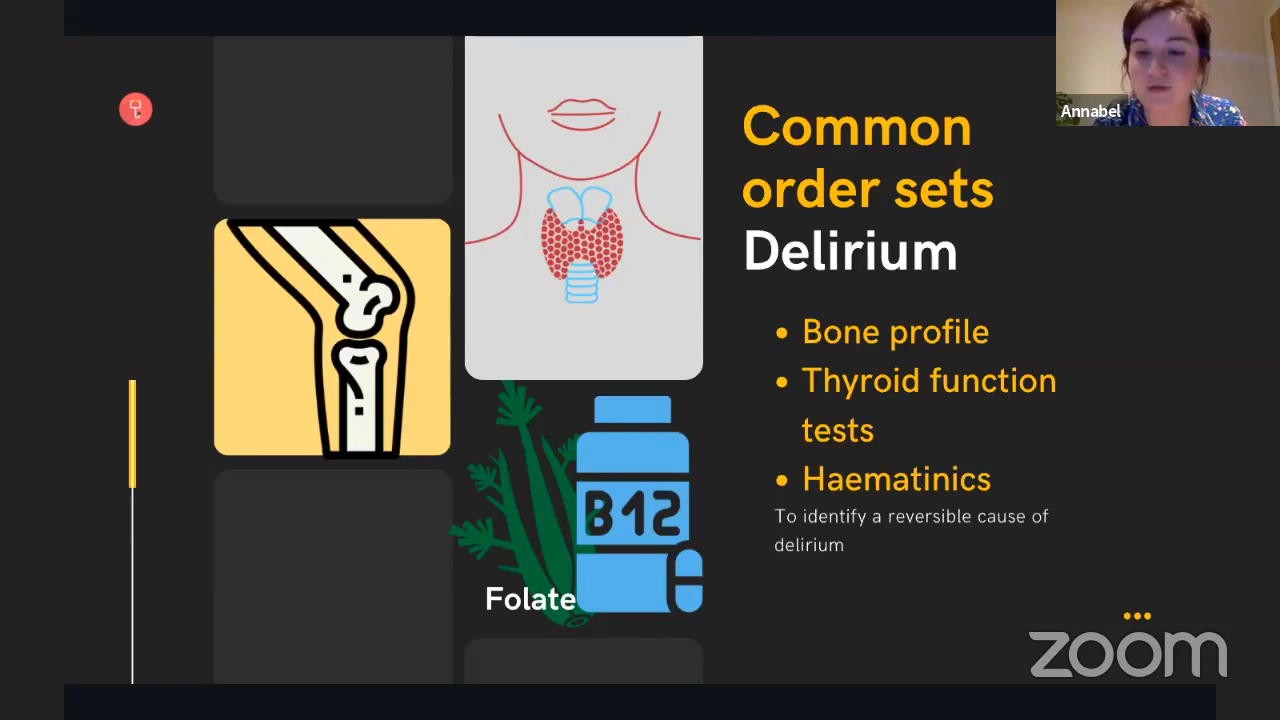 Annabel
Common
order sets
Delirium
• Bone profile
• Thyroid function
tests
• Haematinics
To identify a reversible cause of
delirium
B12
Folate
zoom